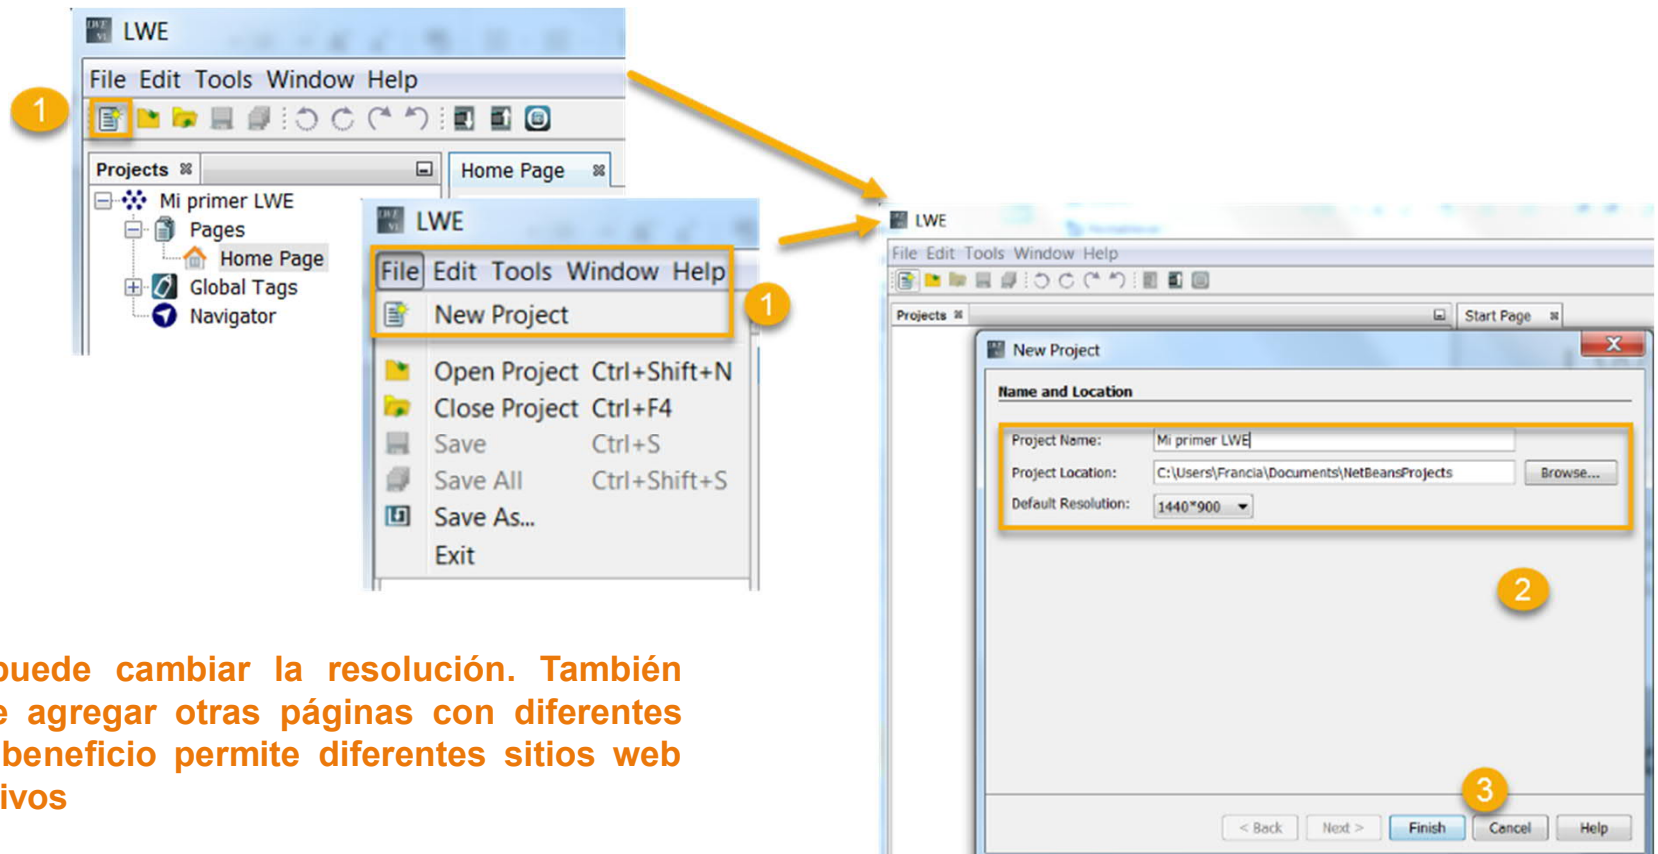 LWE
File Edit Tools Window Help
1
Projects
Home Page
Mi primer LWE
Pages
Home Page
Global Tags
Navigator
LWE
File Edit Tools Window Help
New Project
1
Open Project Ctrl+Shift+N
Close Project Ctrl+F4
Save Ctrl+S
Save All Ctrl+Shift+S
Save As...
Exit
LWE
File Edit Tools Window Help
Projects
Start Page
New Project
Name and Location
Project Name: Mi primer LWE
Project Location: C:\Users\Francia\Documents\NetBeansProjects Browse...
Default Resolution: 1440*900
2
3
< Back Next > Finish Cancel Help
puede cambiar la resolución. También
e agregar otras páginas con diferentes
beneficio permite diferentes sitios web
ivos